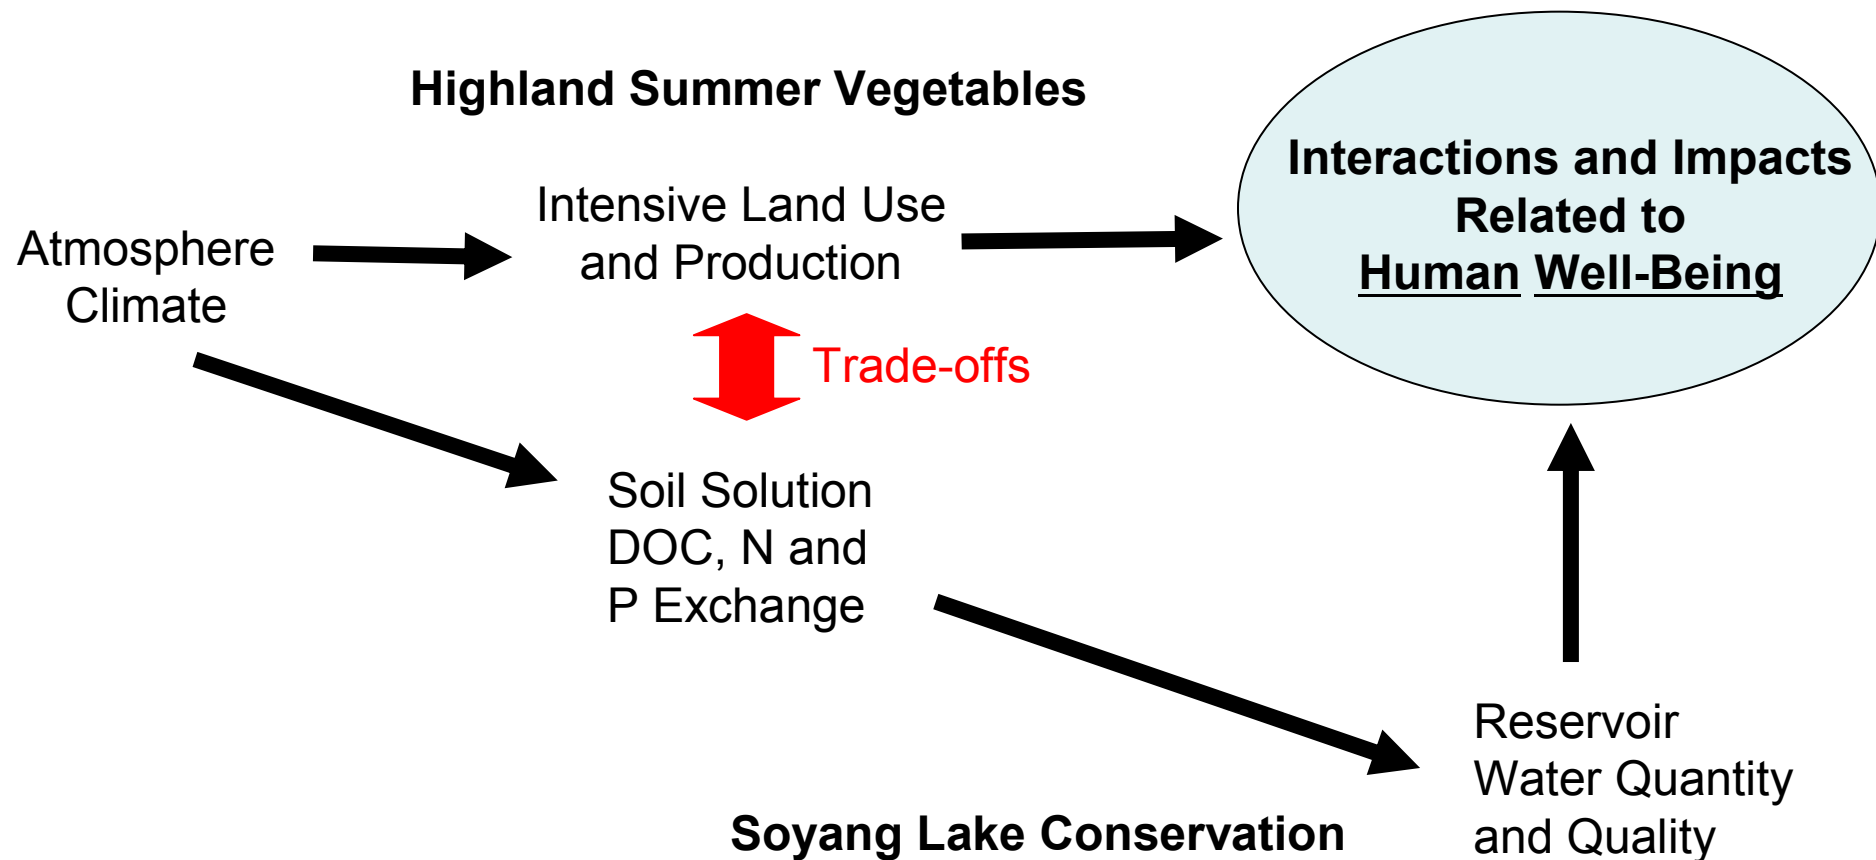 Highland Summer Vegetables
Interactions and Impacts
Related to
Human Well-Being
Intensive Land Use
and Production
Atmosphere
Climate
Trade-offs
Soil Solution
DOC, N and
P Exchange
Reservoir
Water Quantity
and Quality
Soyang Lake Conservation